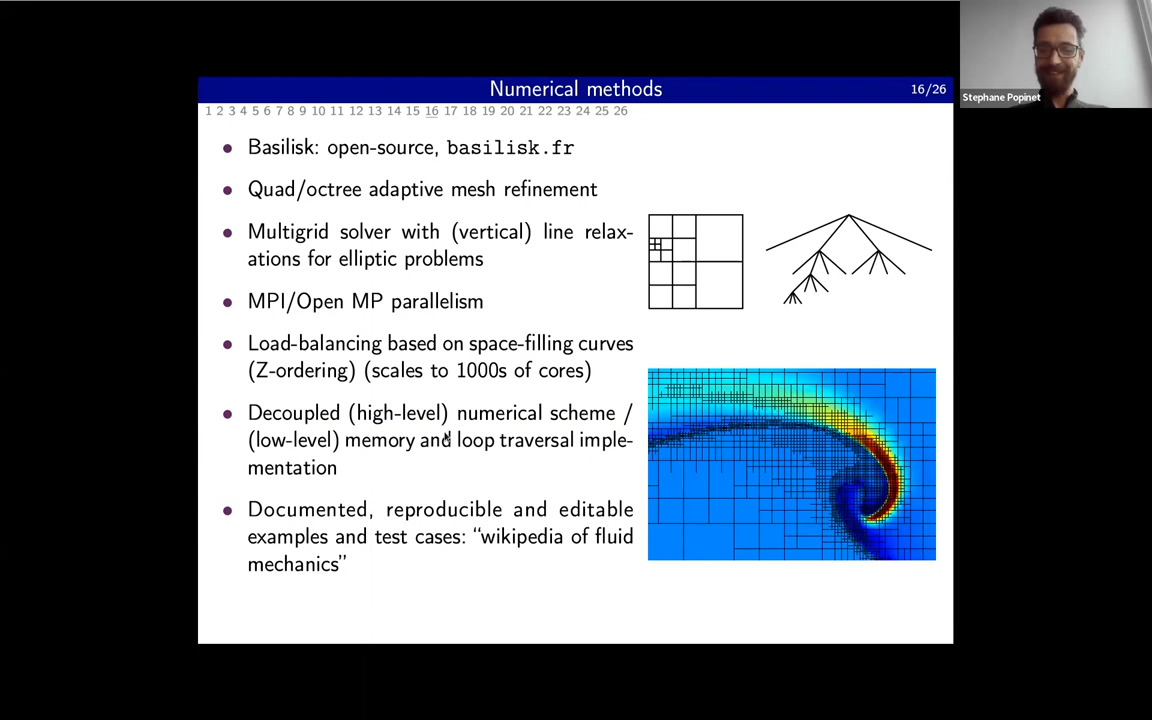 Numerical methods
16/26
Stephane Popinet
1 2 3 4 5 6 7 8 9 10 11 12 13 14 15 16 17 18 19 20 21 22 23 24 25 26
• Basilisk: open-source, basilisk.fr
• Quad/octree adaptive mesh refinement
• Multigrid solver with (vertical) line relax-
ations for elliptic problems
• MPI/Open MP parallelism
• Load-balancing based on space-filling curves
(Z-ordering) (scales to 1000s of cores)
• Decoupled (high-level) numerical scheme /
(low-level) memory and loop traversal imple-
mentation
• Documented, reproducible and editable
examples and test cases: “wikipedia of fluid
mechanics”